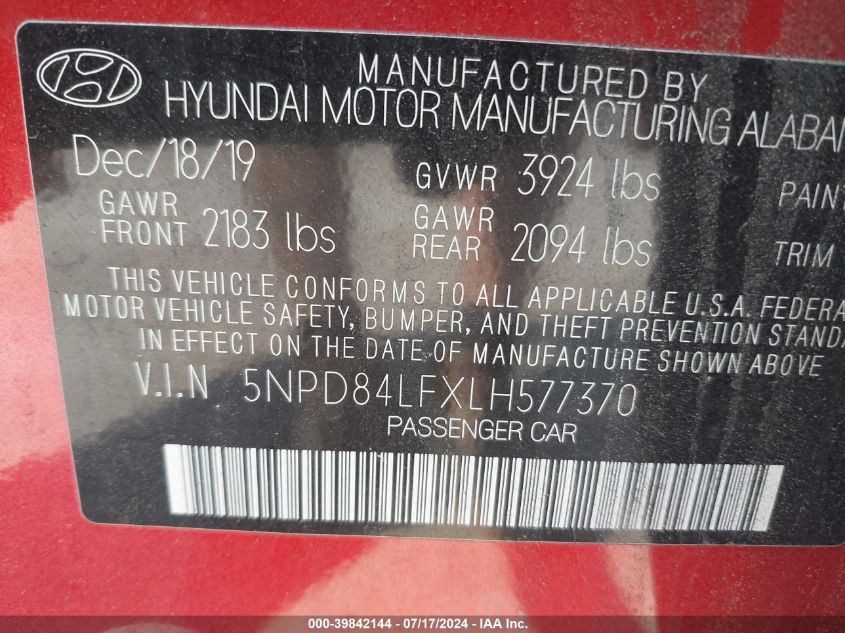 MANUFACTURED BY
HYUNDAI MOTOR MANUFACTURING ALABAM
Dec/18/19 GVWR 3924 lbs PAINT
GAWR FRONT 2183 lbs GAWR REAR 2094 lbs TRIM
THIS VEHICLE CONFORMS TO ALL APPLICABLE U.S.A. FEDERA
MOTOR VEHICLE SAFETY, BUMPER, AND THEFT PREVENTION STANDA
IN EFFECT ON THE DATE OF MANUFACTURE SHOWN ABOVE
V.I.N 5NPD84LFXLH577370
PASSENGER CAR
000-39842144 - 07/17/2024 - IAA Inc.